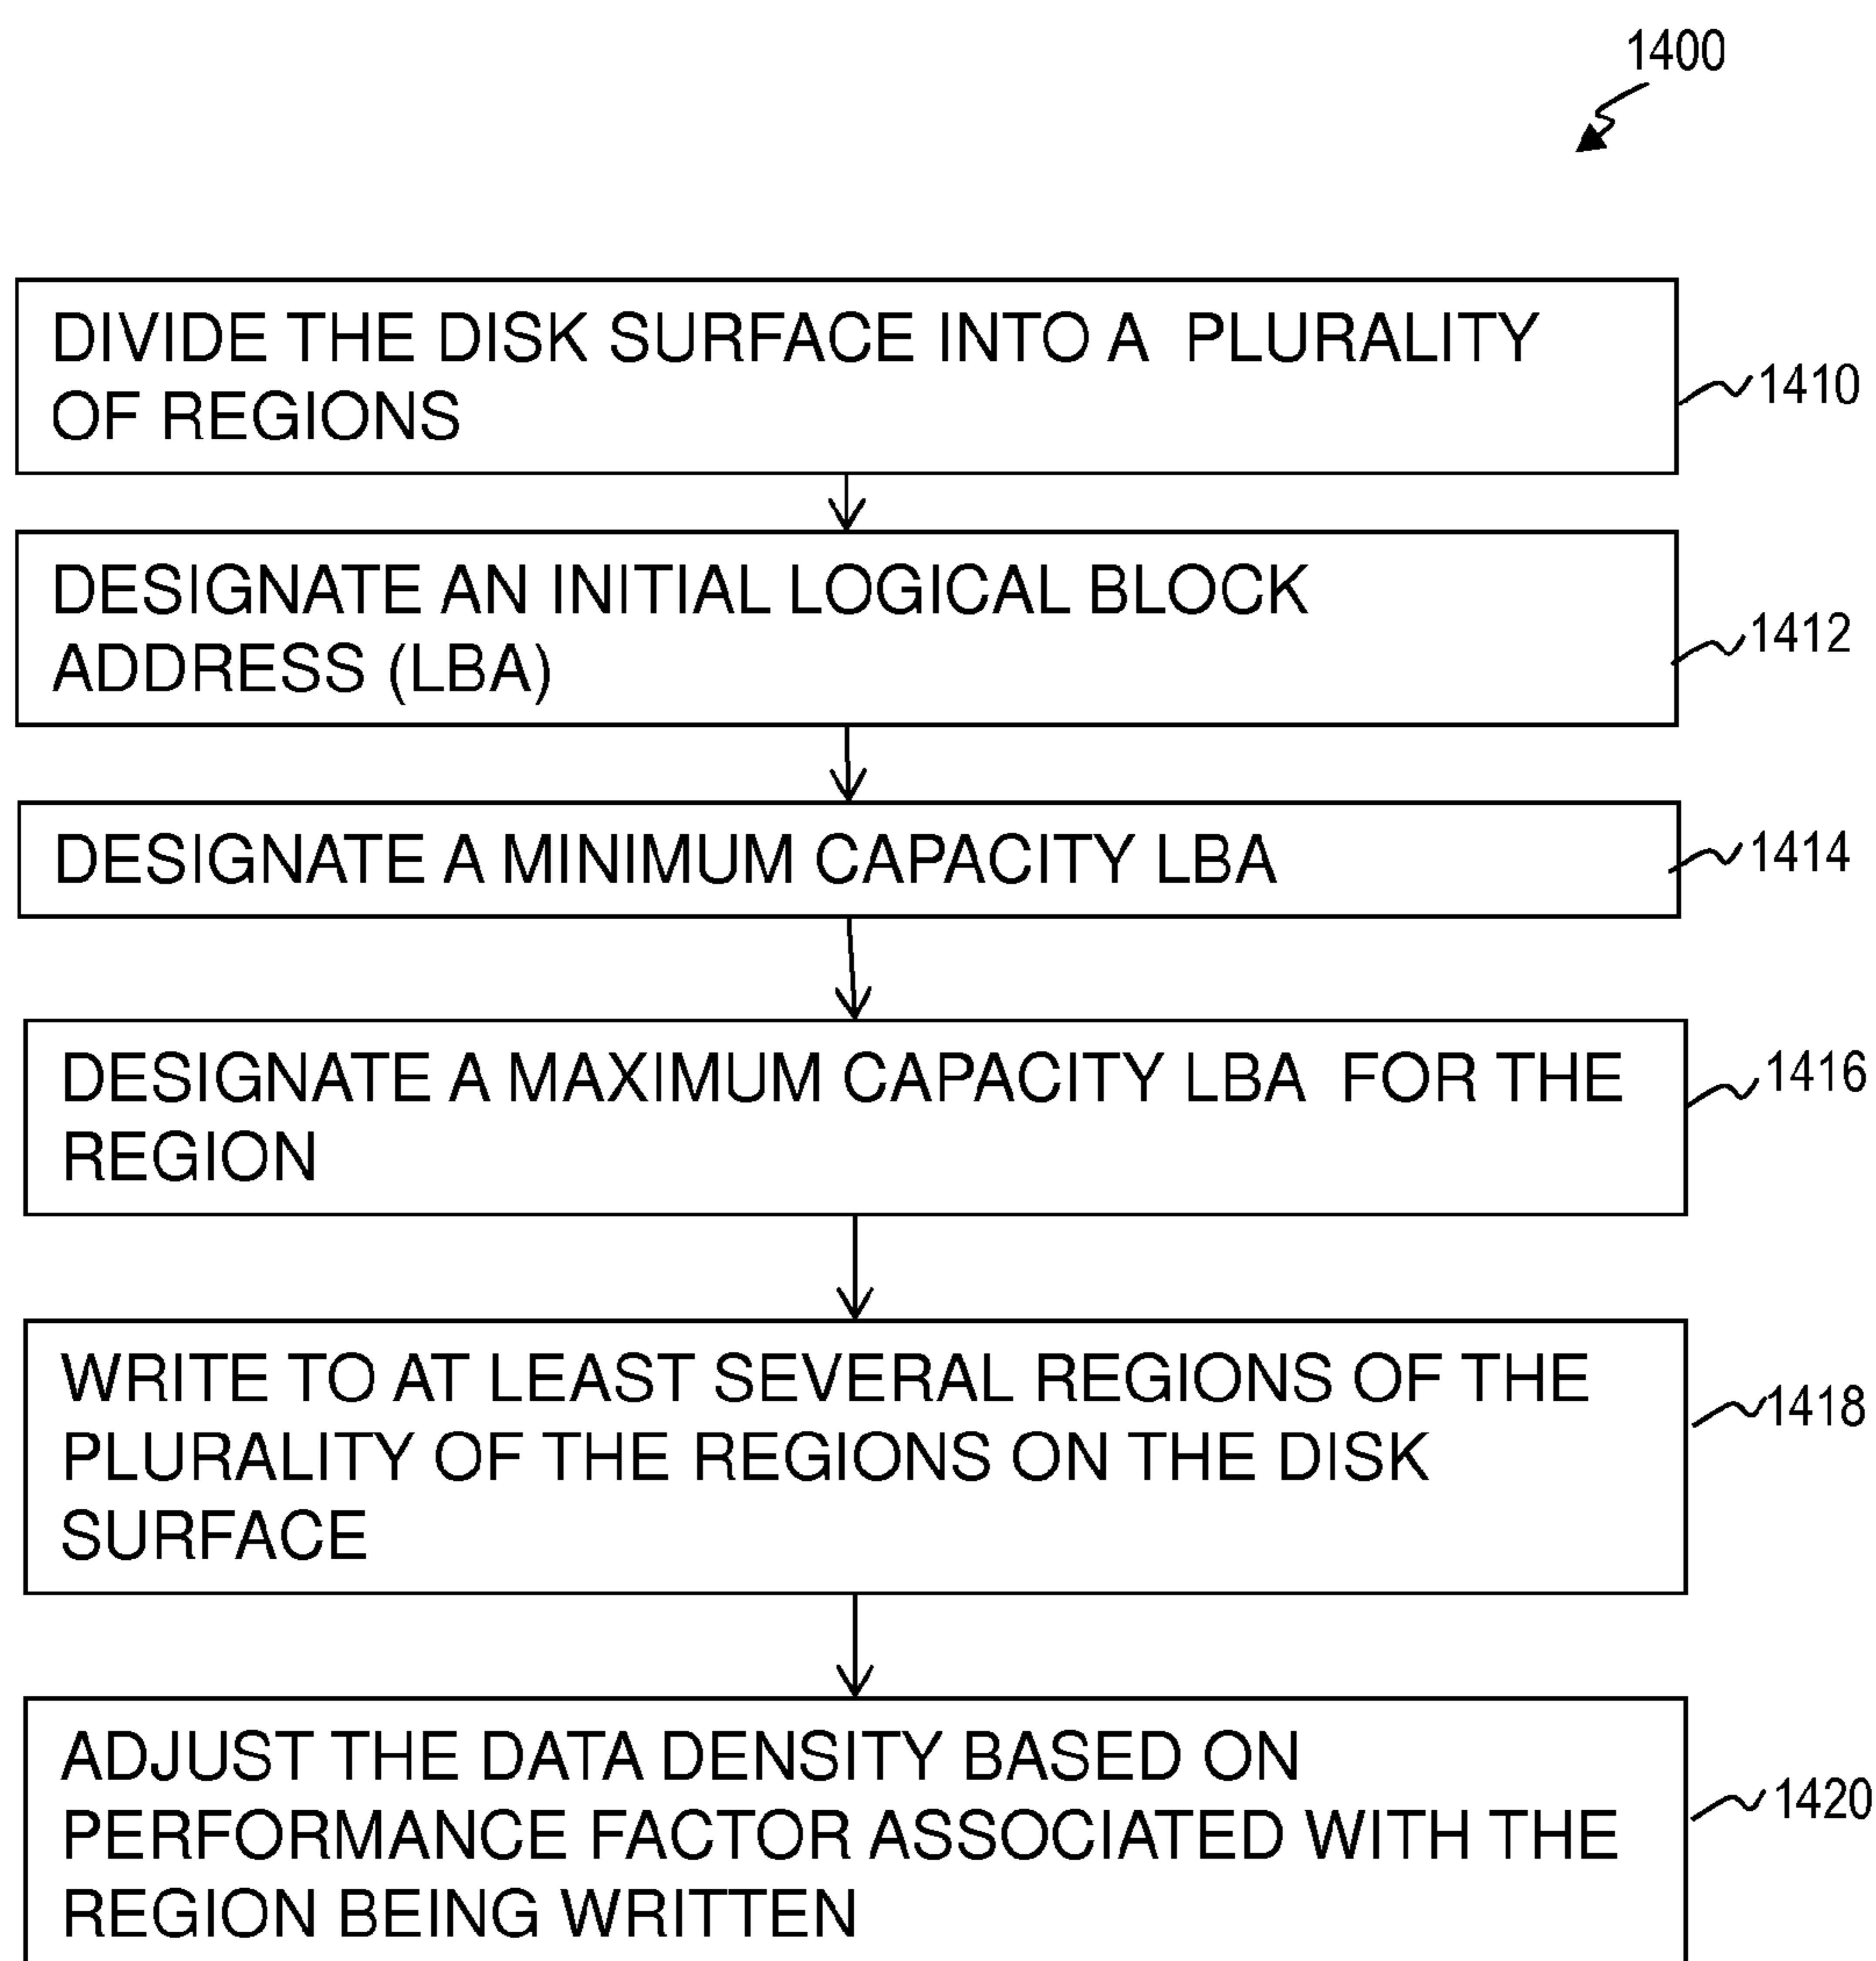 1400
DIVIDE THE DISK SURFACE INTO A PLURALITY
OF REGIONS
1410
DESIGNATE AN INITIAL LOGICAL BLOCK
ADDRESS (LBA)
1412
DESIGNATE A MINIMUM CAPACITY LBA
1414
DESIGNATE A MAXIMUM CAPACITY LBA FOR THE
REGION
1416
WRITE TO AT LEAST SEVERAL REGIONS OF THE
PLURALITY OF THE REGIONS ON THE DISK
SURFACE
1418
ADJUST THE DATA DENSITY BASED ON
PERFORMANCE FACTOR ASSOCIATED WITH THE
REGION BEING WRITTEN
1420